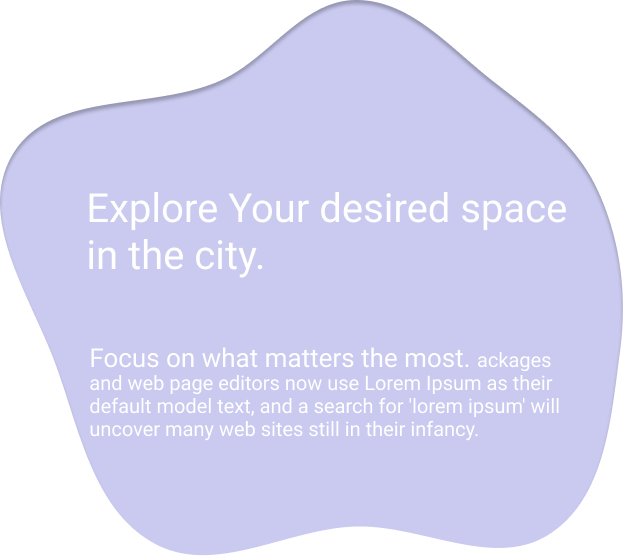 Explore Your desired space
in the city.
Focus on what matters the most. ackages
and web page editors now use Lorem Ipsum as their
default model text, and a search for 'lorem ipsum' will
uncover many web sites still in their infancy.